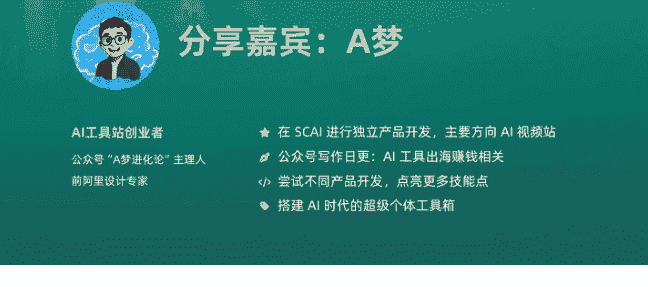 分享嘉宾：A梦
AI工具站创业者
公众号“A梦进化论”主理人
前阿里设计专家
在 SCAI 进行独立产品开发，主要方向 AI 视频站
公众号写作日更：AI 工具出海赚钱相关
</> 尝试不同产品开发，点亮更多技能点
搭建 AI 时代的超级个体工具箱